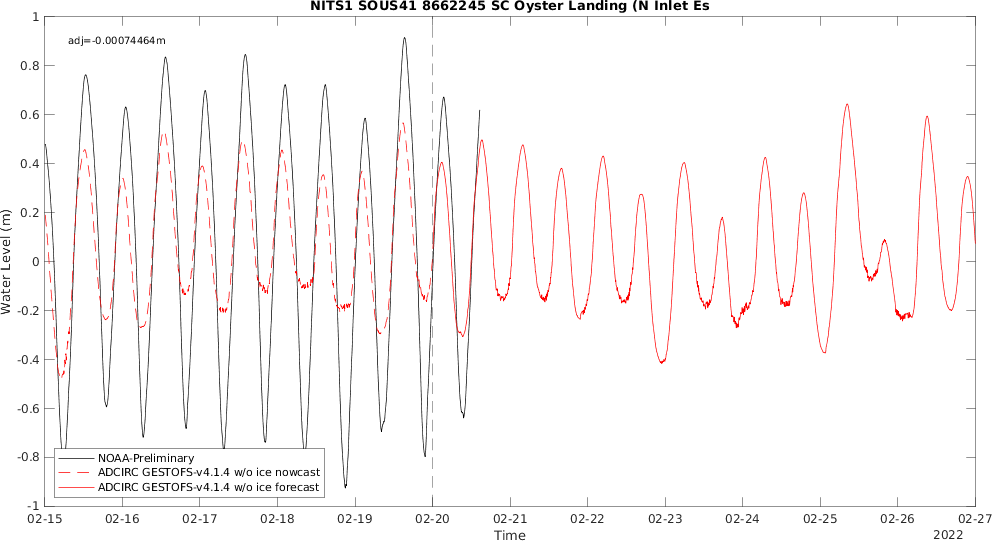 NITS1 SOUS41 8662245 SC Oyster Landing (N Inlet Es
adj=-0.00074464m
Water Level (m)
1
0.8
0.6
0.4
0.2
0
-0.2
-0.4
-0.6
-0.8
-1
NOAA-Preliminary
ADCIRC GESTOFS-v4.1.4 w/o ice nowcast
ADCIRC GESTOFS-v4.1.4 w/o ice forecast
02-15 02-16 02-17 02-18 02-19 02-20 02-21 02-22 02-23 02-24 02-25 02-26 02-27
Time
2022